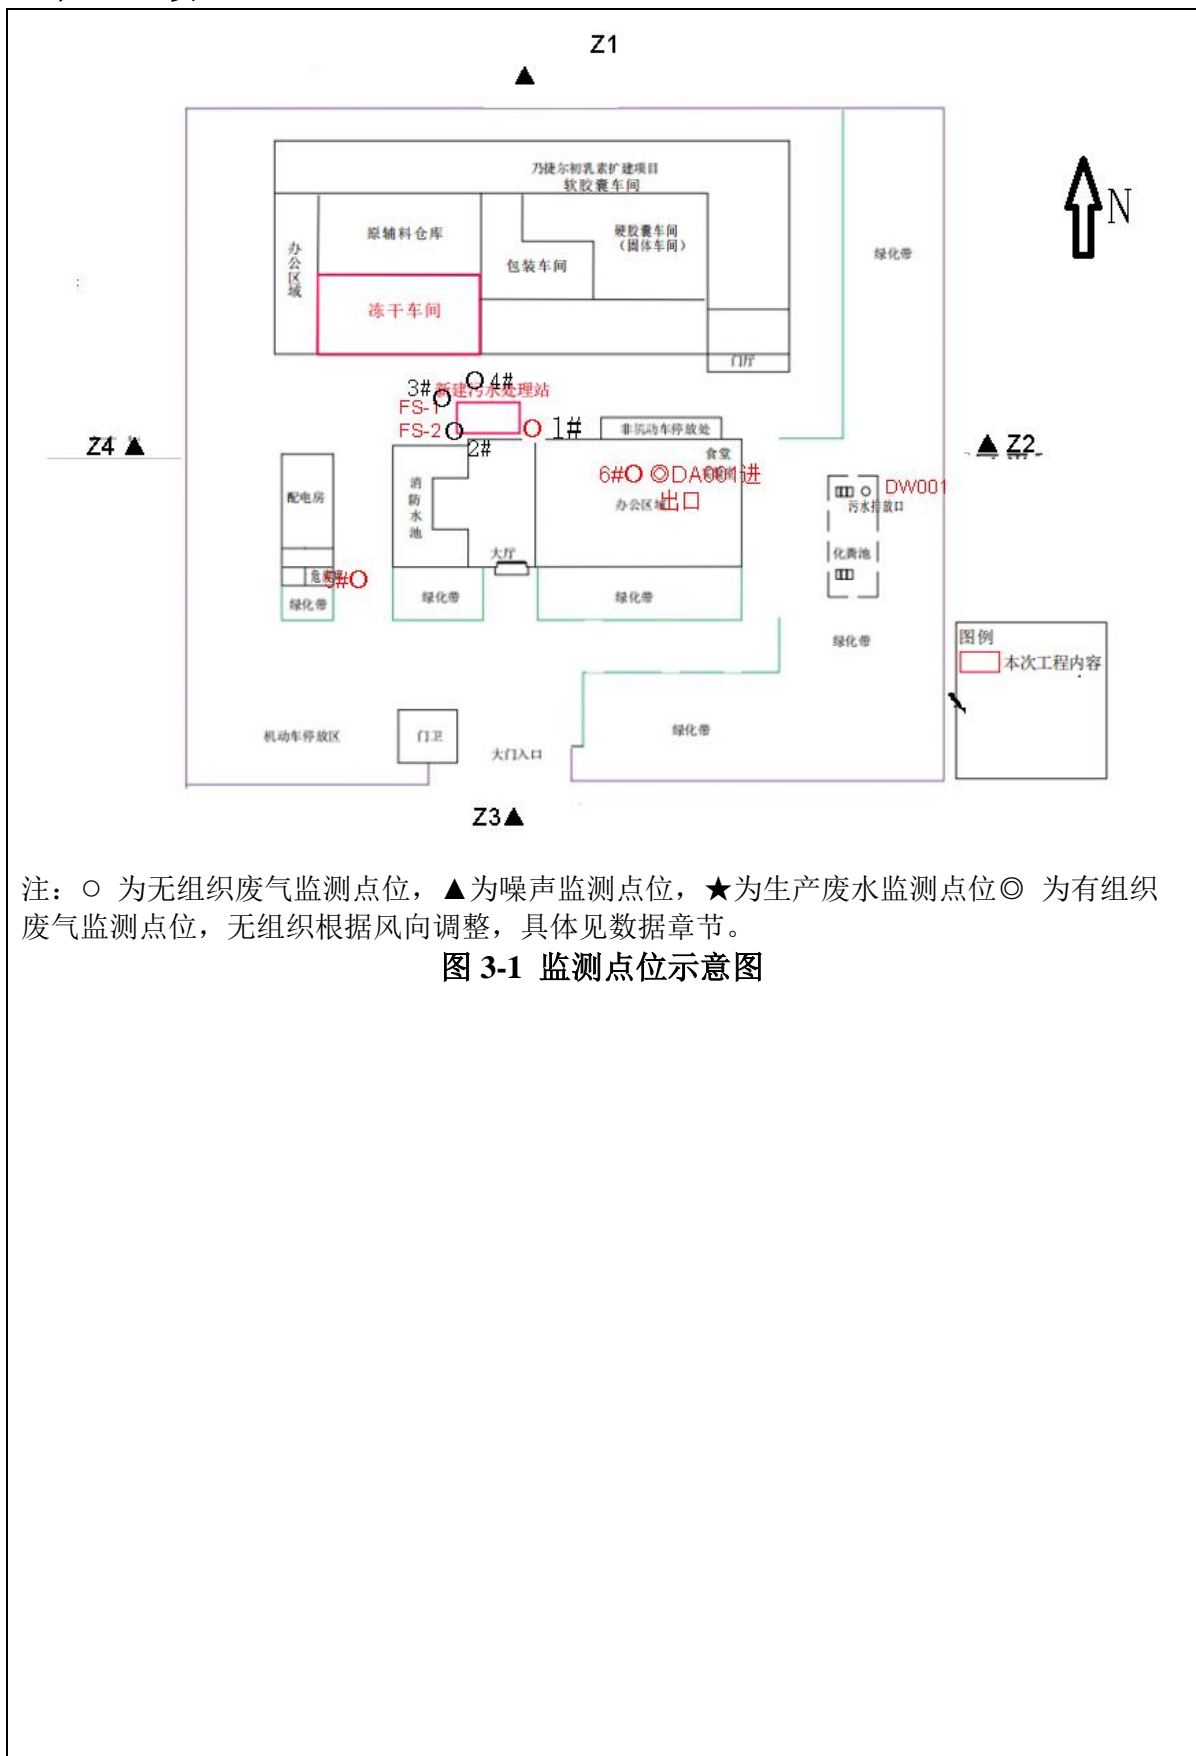 Z1
▲
乃捷尔初乳素扩建项目
软胶囊车间
办公区域
原辅料仓库
包装车间
硬胶囊车间
（固体车间）
绿化带
N
冻干车间
门厅
3# 4#
新建污水处理站
FS-1
FS-2
1#
2#
非机动车停放处
Z4 ▲
▲ Z2
食堂
6# ◎DA001进
出口
办公区域
DW001
污水排放口
配电房
消防水池
大厅
化粪池
5#
绿化带
绿化带
绿化带
绿化带
图例
本次工程内容
机动车停放区
门卫
大门入口
绿化带
Z3▲
注：○ 为无组织废气监测点位，▲为噪声监测点位，★为生产废水监测点位◎ 为有组织
废气监测点位，无组织根据风向调整，具体见数据章节。
图 3-1 监测点位示意图